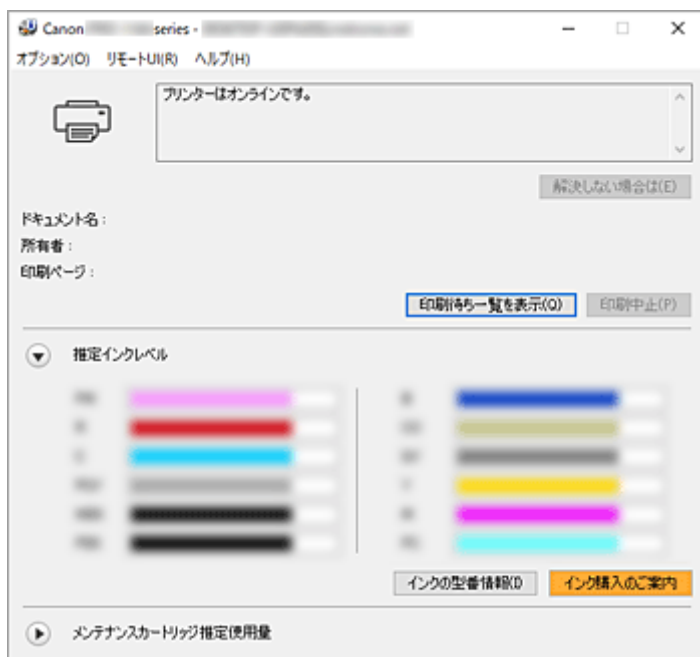 Canon series -
オプション(O) リモートUI(R) ヘルプ(H)
プリンターはオンラインです。
解決しない場合は(E)
ドキュメント名 :
所有者 :
印刷ページ :
印刷待ち一覧を表示(Q) 印刷中止(P)
推定インクレベル
インクの型番情報(I) インク購入のご案内
メンテナンスカートリッジ推定使用量